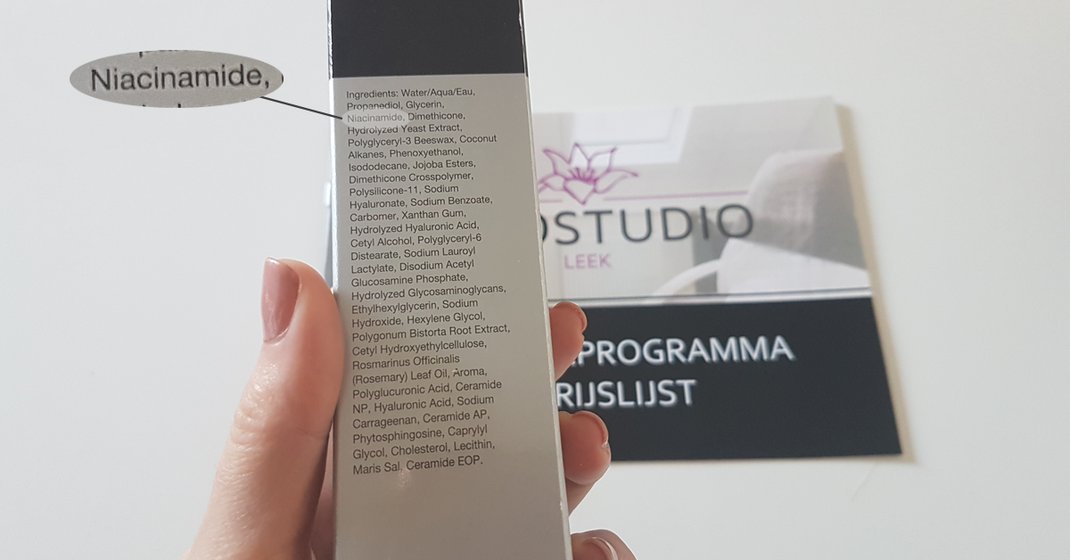 Niacinamide,
Ingredients: Water/Aqua/Eau,
Propanediol, Glycerin,
Niacinamide, Dimethicone,
Hydrolyzed Yeast Extract,
Polyglyceryl-3 Beeswax, Coconut
Alkanes, Phenoxyethanol,
Isododecane, Jojoba Esters,
Dimethicone Crosspolymer,
Polysilicone-11, Sodium
Hyaluronate, Sodium Benzoate,
Carbomer, Xanthan Gum,
Hydrolyzed Hyaluronic Acid,
Cetyl Alcohol, Polyglyceryl-6
Distearate, Sodium Lauroyl
Lactylate, Disodium Acetyl
Glucosamine Phosphate,
Hydrolyzed Glycosaminoglycans,
Ethylhexylglycerin, Sodium
Hydroxide, Hexylene Glycol,
Polygonum Bistorta Root Extract,
Cetyl Hydroxyethylcellulose,
Rosmarinus Officinalis
(Rosemary) Leaf Oil, Aroma,
Polyglucuronic Acid, Ceramide
NP, Hyaluronic Acid, Sodium
Carrageenan, Ceramide AP,
Phytosphingosine, Caprylyl
Glycol, Cholesterol, Lecithin,
Maris Sal, Ceramide EOP.
STUDIO
LEEK
PROGRAMMA
RIJSLIJST